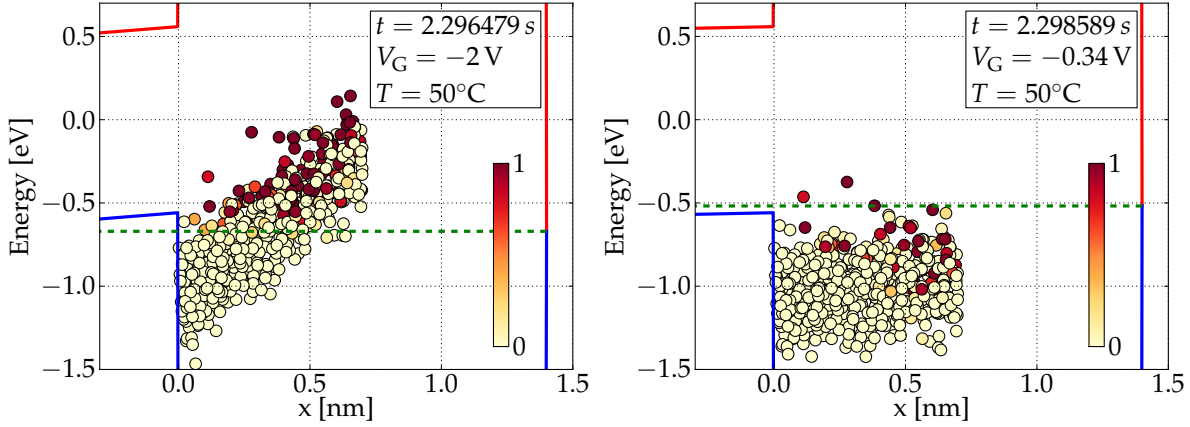 t = 2.296479 s
V_G = −2 V
T = 50°C
Energy [eV]
0.5
0.0
−0.5
−1.0
−1.5
1
0
0.0 0.5 1.0 1.5
x [nm]
t = 2.298589 s
V_G = −0.34 V
T = 50°C
Energy [eV]
0.5
0.0
−0.5
−1.0
−1.5
1
0
0.0 0.5 1.0 1.5
x [nm]